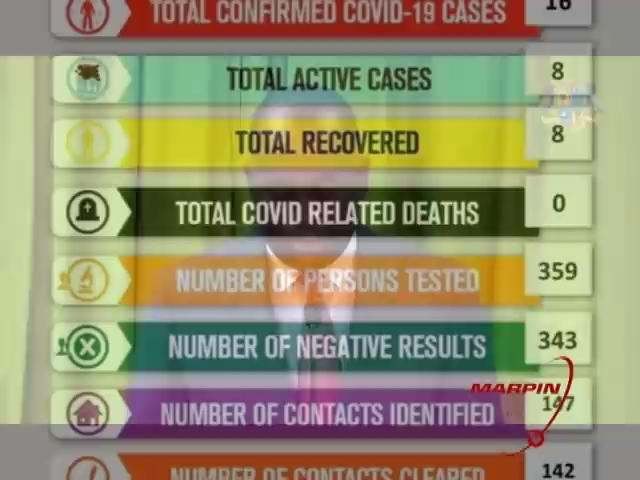 TOTAL CONFIRMED COVID-19 CASES 16
TOTAL ACTIVE CASES 8
TOTAL RECOVERED 8
TOTAL COVID RELATED DEATHS 0
NUMBER OF PERSONS TESTED 359
NUMBER OF NEGATIVE RESULTS 343
MARPIN
NUMBER OF CONTACTS IDENTIFIED 147
NUMBER OF CONTACTS CLEARED 142